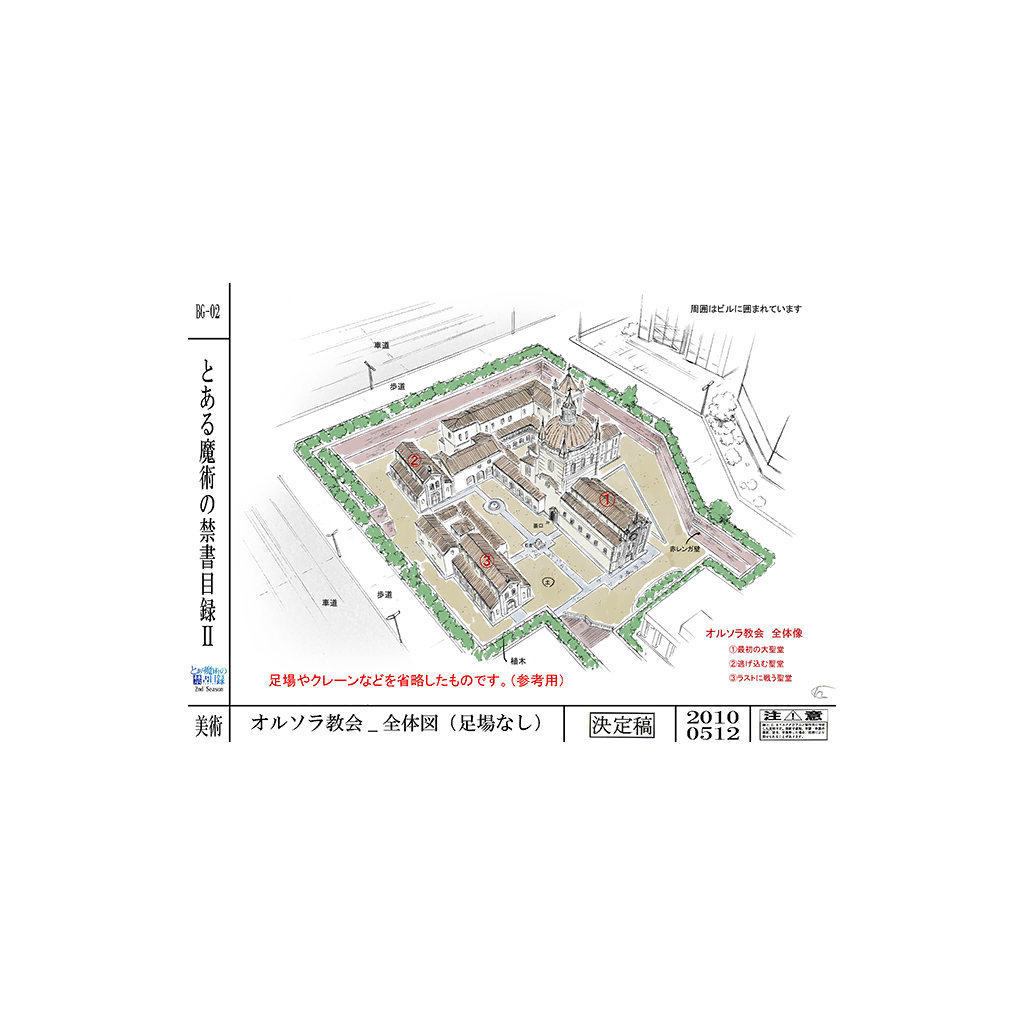 BG-02
とある魔術の禁書目録Ⅱ
とある魔術の
禁書目録
2nd Season
美術
周囲はビルに囲まれています
車道
歩道
②
①
裏口
赤レンガ壁
③
土
車道
歩道
植木
オルソラ教会 全体像
①最初の大聖堂
②逃げ込む聖堂
③ラストに戦う聖堂
足場やクレーンなどを省略したものです。(参考用)
オルソラ教会_全体図（足場なし）
決定稿
2010
0512
注⚠意